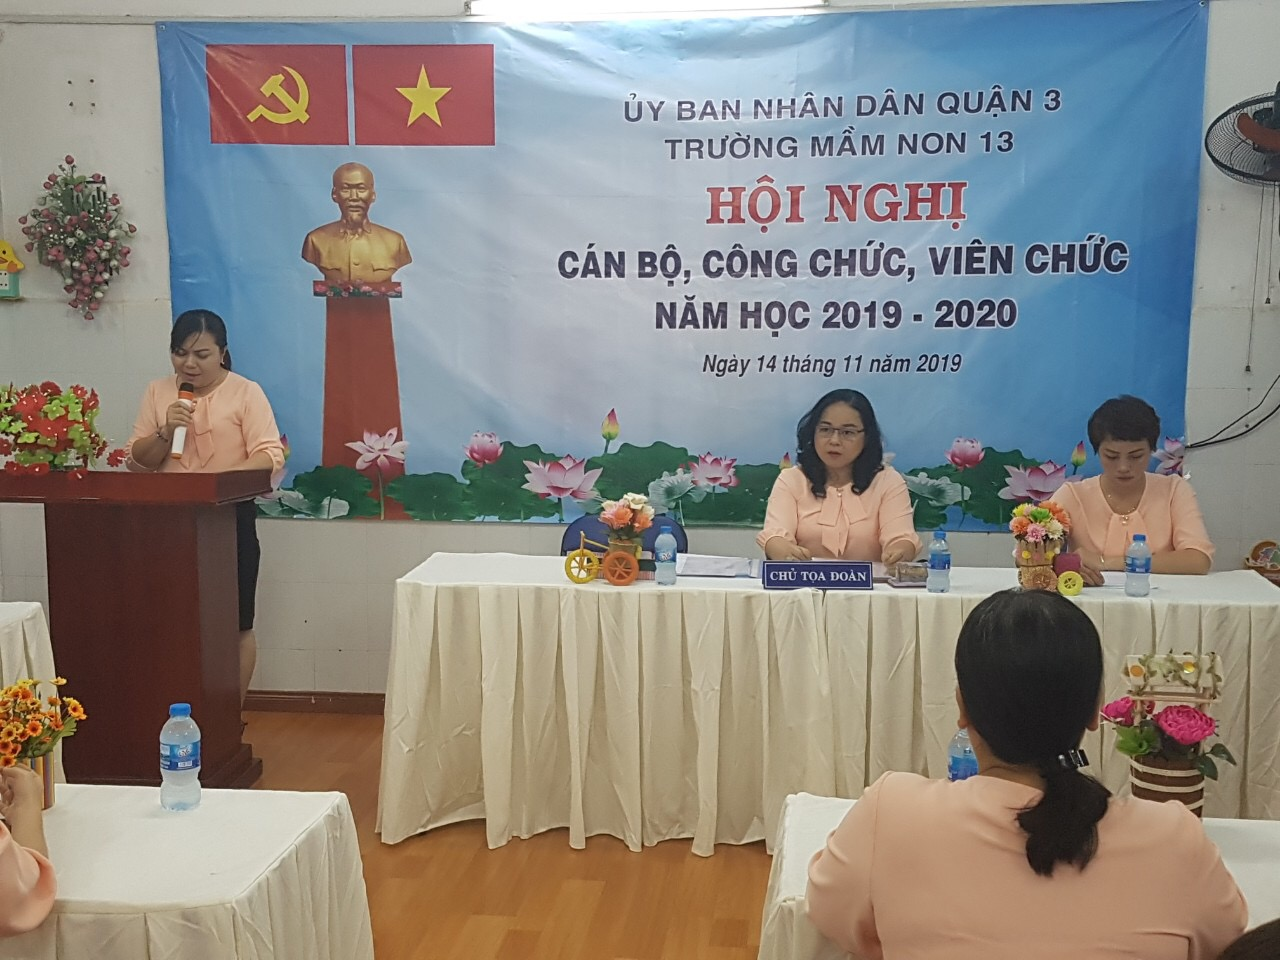 ỦY BAN NHÂN DÂN QUẬN 3
TRƯỜNG MẦM NON 13
HỘI NGHỊ
CÁN BỘ, CÔNG CHỨC, VIÊN CHỨC
NĂM HỌC 2019 - 2020
Ngày 14 tháng 11 năm 2019
CHỦ TỌA ĐOÀN